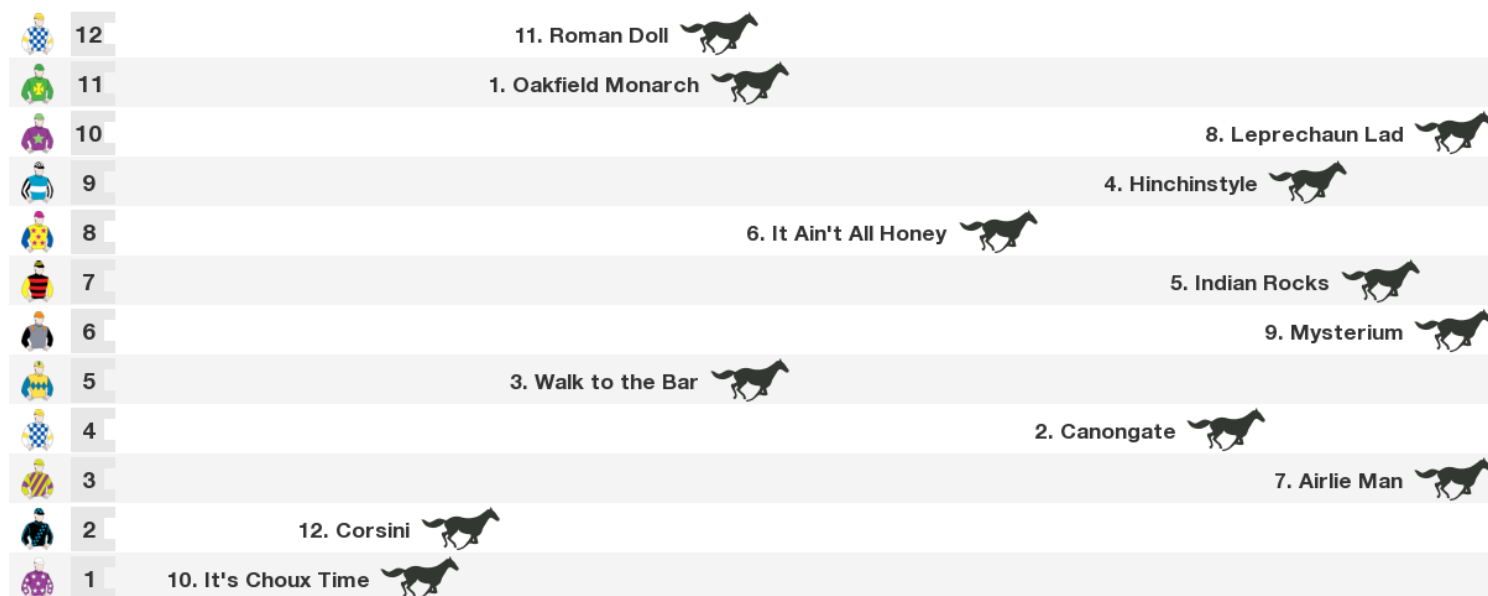 12 11. Roman Doll
11 1. Oakfield Monarch
10 8. Leprechaun Lad
9 4. Hinchinstyle
8 6. It Ain't All Honey
7 5. Indian Rocks
6 9. Mysterium
5 3. Walk to the Bar
4 2. Canongate
3 7. Airlie Man
2 12. Corsini
1 10. It's Choux Time